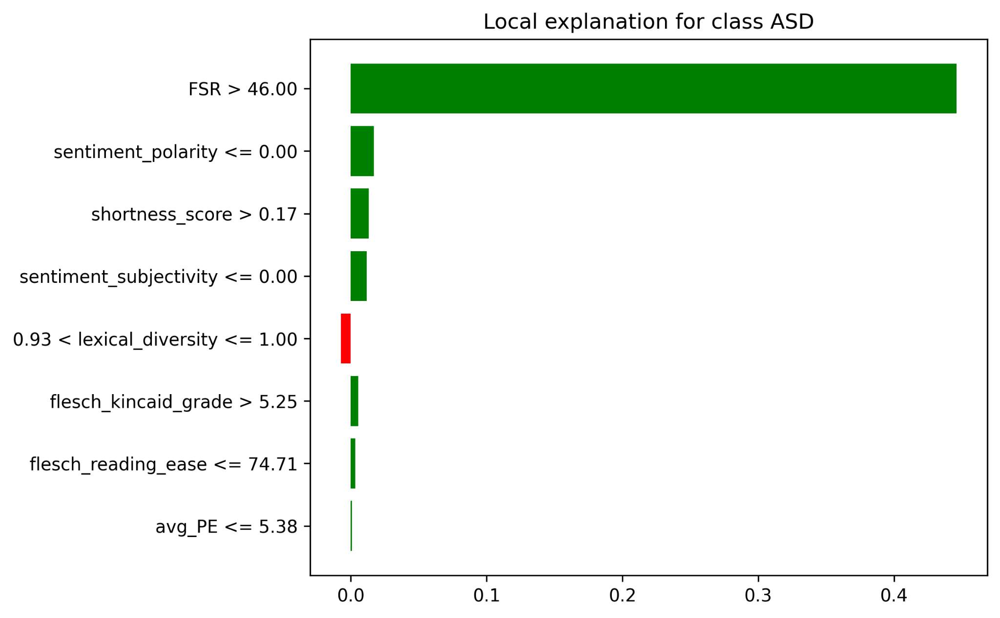 Local explanation for class ASD
FSR > 46.00
sentiment_polarity <= 0.00
shortness_score > 0.17
sentiment_subjectivity <= 0.00
0.93 < lexical_diversity <= 1.00
flesch_kincaid_grade > 5.25
flesch_reading_ease <= 74.71
avg_PE <= 5.38
0.0 0.1 0.2 0.3 0.4